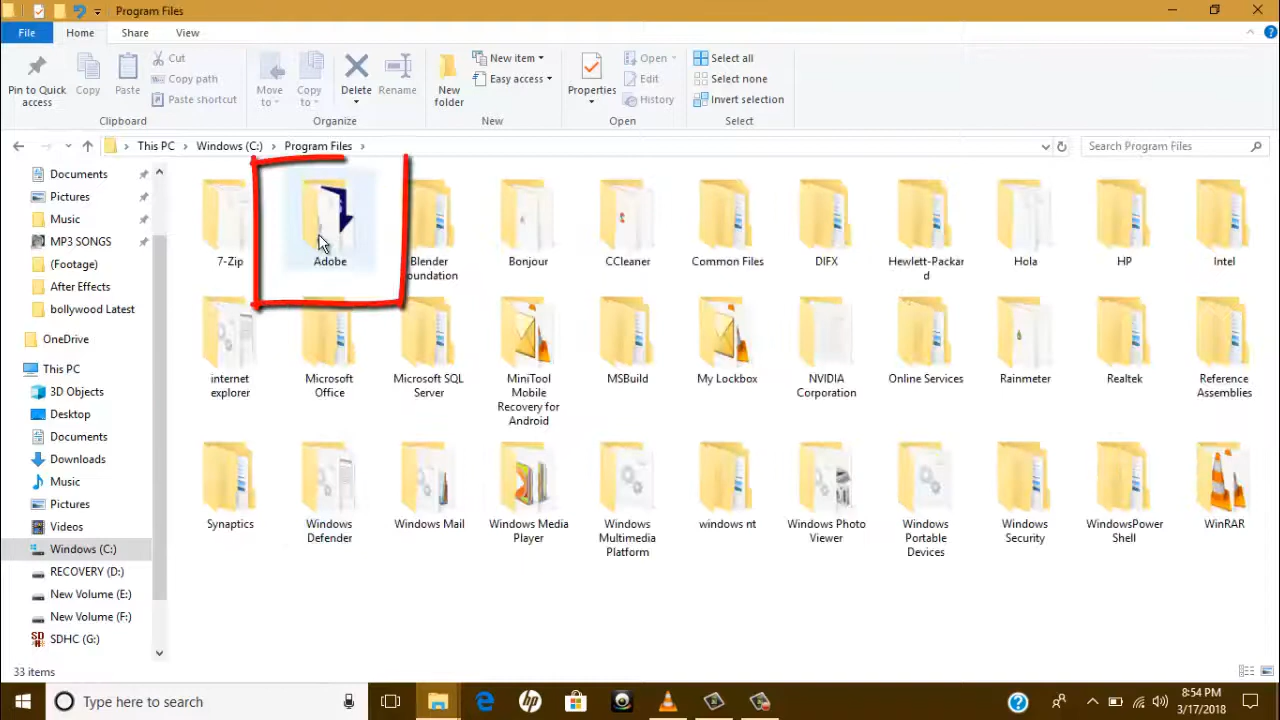 Program Files
File Home Share View
Pin to Quick access
Copy
Paste
Cut
Copy path
Paste shortcut
Clipboard
Move to
Copy to
Delete
Rename
Organize
New folder
New item
Easy access
New
Properties
Open
Edit
History
Open
Select all
Select none
Invert selection
Select
This PC > Windows (C:) > Program Files >
Search Program Files
Documents
Pictures
Music
MP3 SONGS
(Footage)
After Effects
bollywood Latest
OneDrive
This PC
3D Objects
Desktop
Documents
Downloads
Music
Pictures
Videos
Windows (C:)
RECOVERY (D:)
New Volume (E:)
New Volume (F:)
SDHC (G:)
7-Zip
Adobe
Blender
oundation
Bonjour
CCleaner
Common Files
DIFX
Hewlett-Packar
d
Hola
HP
Intel
internet
explorer
Microsoft
Office
Microsoft SQL
Server
MiniTool
Mobile
Recovery for
Android
MSBuild
My Lockbox
NVIDIA
Corporation
Online Services
Rainmeter
Realtek
Reference
Assemblies
Synaptics
Windows
Defender
Windows Mail
Windows Media
Player
Windows
Multimedia
Platform
windows nt
Windows Photo
Viewer
Windows
Portable
Devices
Windows
Security
WindowsPower
Shell
WinRAR
33 items
Type here to search
8:54 PM
3/17/2018